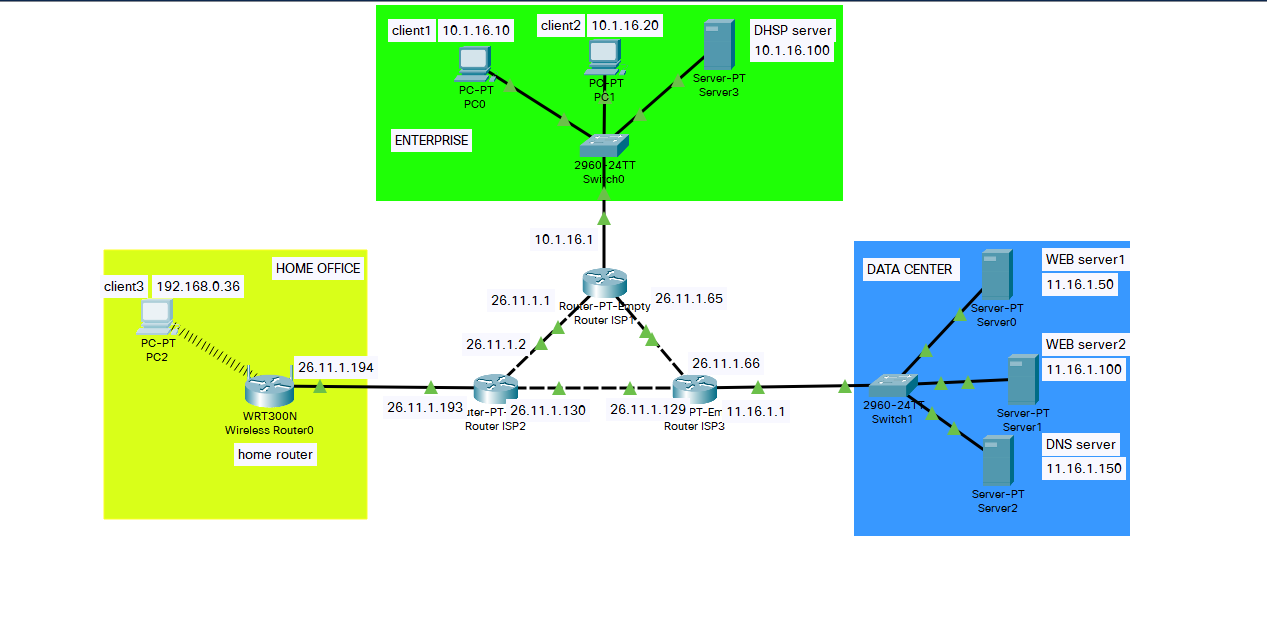 client1
10.1.16.10
client2
10.1.16.20
DHSP server
10.1.16.100
PC-PT
PC0
PC-PT
PC1
Server-PT
Server3
ENTERPRISE
2960-24TT
Switch0
10.1.16.1
HOME OFFICE
client3
192.168.0.36
PC-PT
PC2
26.11.1.194
WRT300N
Wireless Router0
home router
26.11.1.1
Router-PT-Empty
Router ISP1
26.11.1.65
26.11.1.2
26.11.1.66
26.11.1.193
uter-PT-
Router ISP2
26.11.1.130
26.11.1.129
PT-Em
Router ISP3
11.16.1.1
DATA CENTER
WEB server1
11.16.1.50
Server-PT
Server0
WEB server2
11.16.1.100
2960-24TT
Switch1
Server-PT
Server1
DNS server
11.16.1.150
Server-PT
Server2